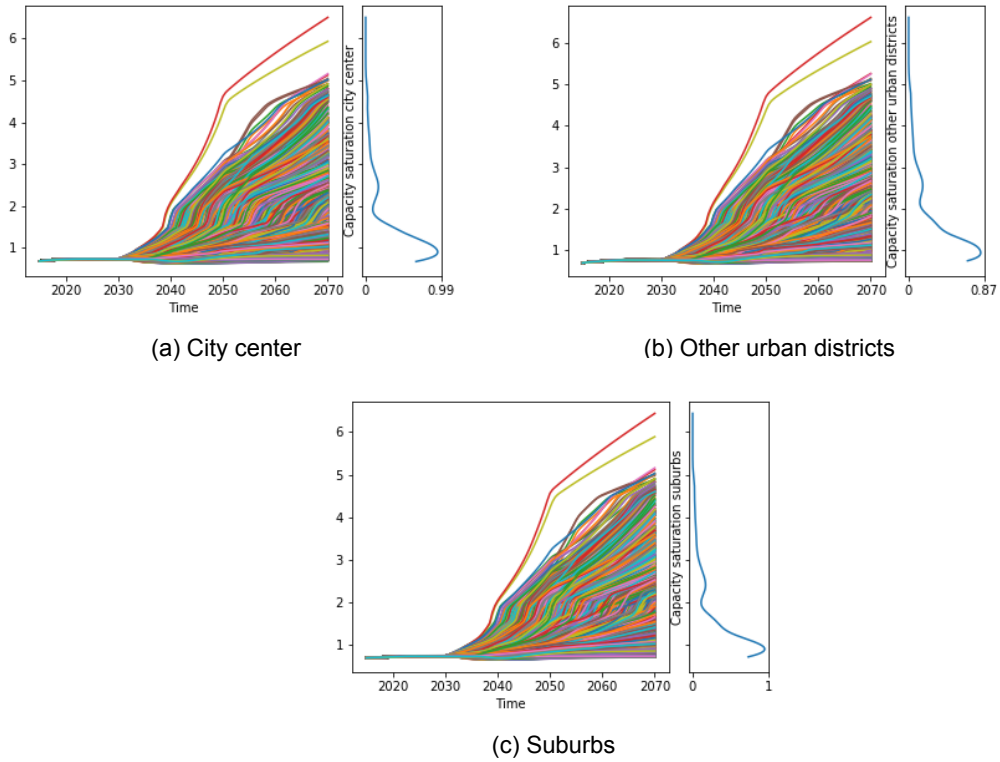 6
5
4
3
2
1
2020 2030 2040 2050 2060 2070
Time
Capacity saturation city center
0 0.99
(a) City center
6
5
4
3
2
1
2020 2030 2040 2050 2060 2070
Time
Capacity saturation other urban districts
0 0.87
(b) Other urban districts
6
5
4
3
2
1
2020 2030 2040 2050 2060 2070
Time
Capacity saturation suburbs
0 1
(c) Suburbs